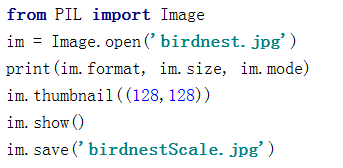 from PIL import Image
im = Image.open('birdnest.jpg')
print(im.format, im.size, im.mode)
im.thumbnail((128,128))
im.show()
im.save('birdnestScale.jpg')